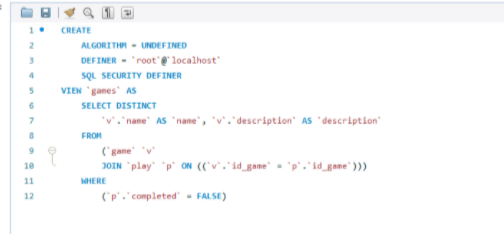 1 CREATE
2 ALGORITHM = UNDEFINED
3 DEFINER = `root`@`localhost`
4 SQL SECURITY DEFINER
5 VIEW `games` AS
6 SELECT DISTINCT
7 `v`.`name` AS `name`, `v`.`description` AS `description`
8 FROM
9 (`game` `v`
10 JOIN `play` `p` ON ((`v`.`id_game` = `p`.`id_game`)))
11 WHERE
12 (`p`.`completed` = FALSE)